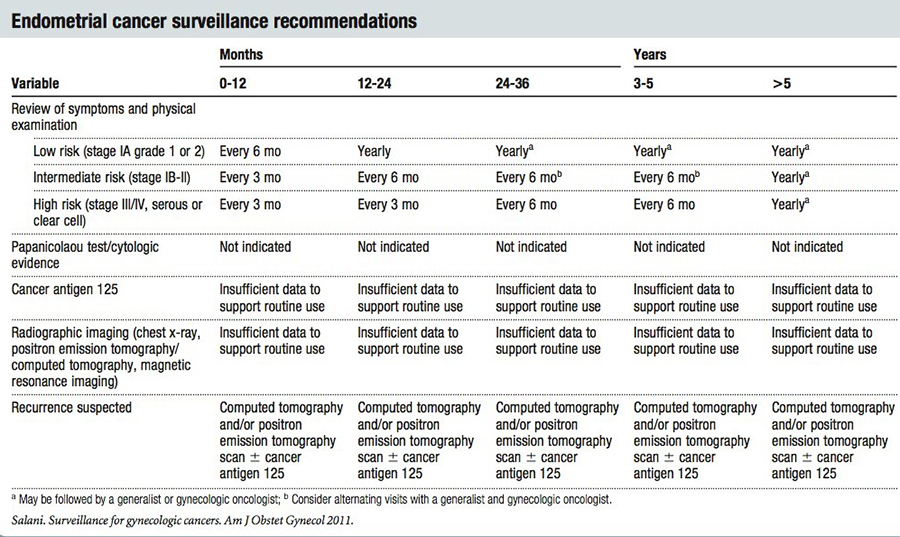 Endometrial cancer surveillance recommendations
Months Years
Variable 0-12 12-24 24-36 3-5 >5
Review of symptoms and physical
examination
Low risk (stage IA grade 1 or 2) Every 6 mo Yearly Yearlyᵃ Yearlyᵃ Yearlyᵃ
Intermediate risk (stage IB-II) Every 3 mo Every 6 mo Every 6 moᵇ Every 6 moᵇ Yearlyᵃ
High risk (stage III/IV, serous or Every 3 mo Every 3 mo Every 6 mo Every 6 mo Yearlyᵃ
clear cell)
Papanicolaou test/cytologic Not indicated Not indicated Not indicated Not indicated Not indicated
evidence
Cancer antigen 125 Insufficient data to Insufficient data to Insufficient data to Insufficient data to Insufficient data to
support routine use support routine use support routine use support routine use support routine use
Radiographic imaging (chest x-ray, Insufficient data to Insufficient data to Insufficient data to Insufficient data to Insufficient data to
positron emission tomography/ support routine use support routine use support routine use support routine use support routine use
computed tomography, magnetic
resonance imaging)
Recurrence suspected Computed tomography Computed tomography Computed tomography Computed tomography Computed tomography
and/or positron and/or positron and/or positron and/or positron and/or positron
emission tomography emission tomography emission tomography emission tomography emission tomography
scan ± cancer scan ± cancer scan ± cancer scan ± cancer scan ± cancer
antigen 125 antigen 125 antigen 125 antigen 125 antigen 125
ᵃ May be followed by a generalist or gynecologic oncologist; ᵇ Consider alternating visits with a generalist and gynecologic oncologist.
Salani. Surveillance for gynecologic cancers. Am J Obstet Gynecol 2011.